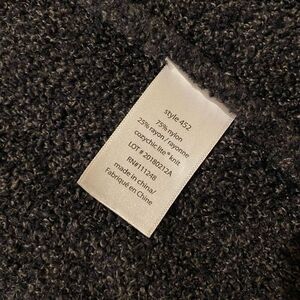 style 452
75% nylon
25% rayon / rayonne
cozychic lite® knit
LOT # 20180212A
RN#111248
made in china/
Fabriqué en Chine